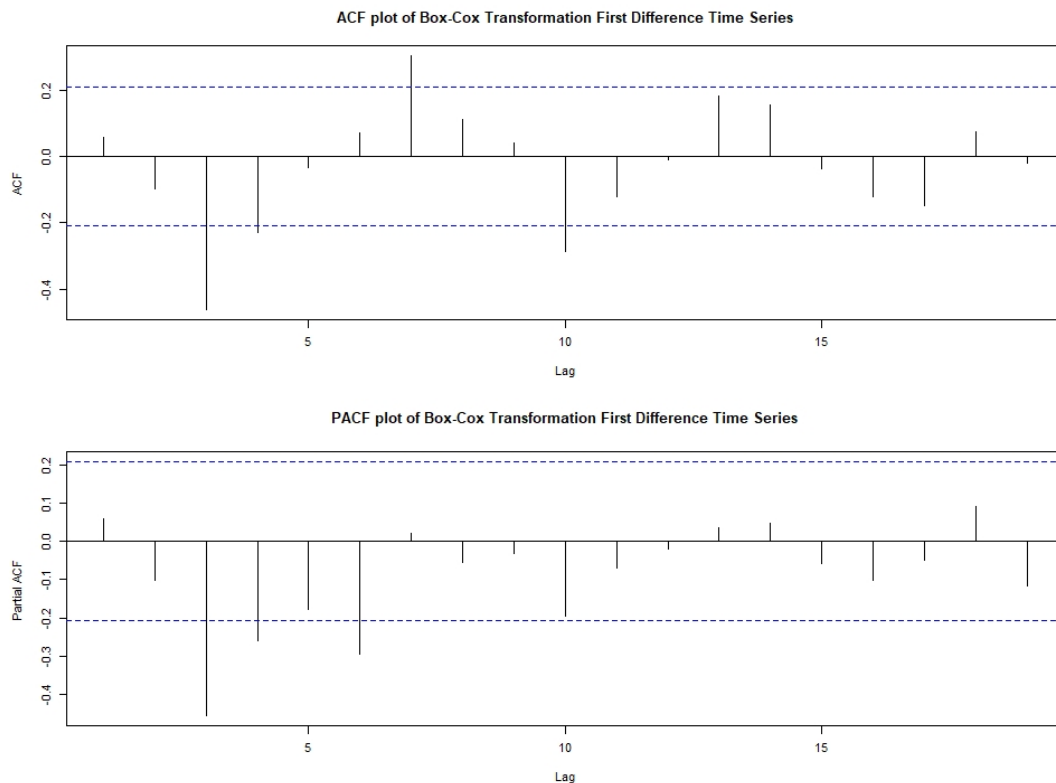 ACF plot of Box-Cox Transformation First Difference Time Series
ACF
0.2
0.0
-0.2
-0.4
5
10
15
Lag
PACF plot of Box-Cox Transformation First Difference Time Series
Partial ACF
0.2
0.1
0.0
-0.1
-0.2
-0.3
-0.4
5
10
15
Lag